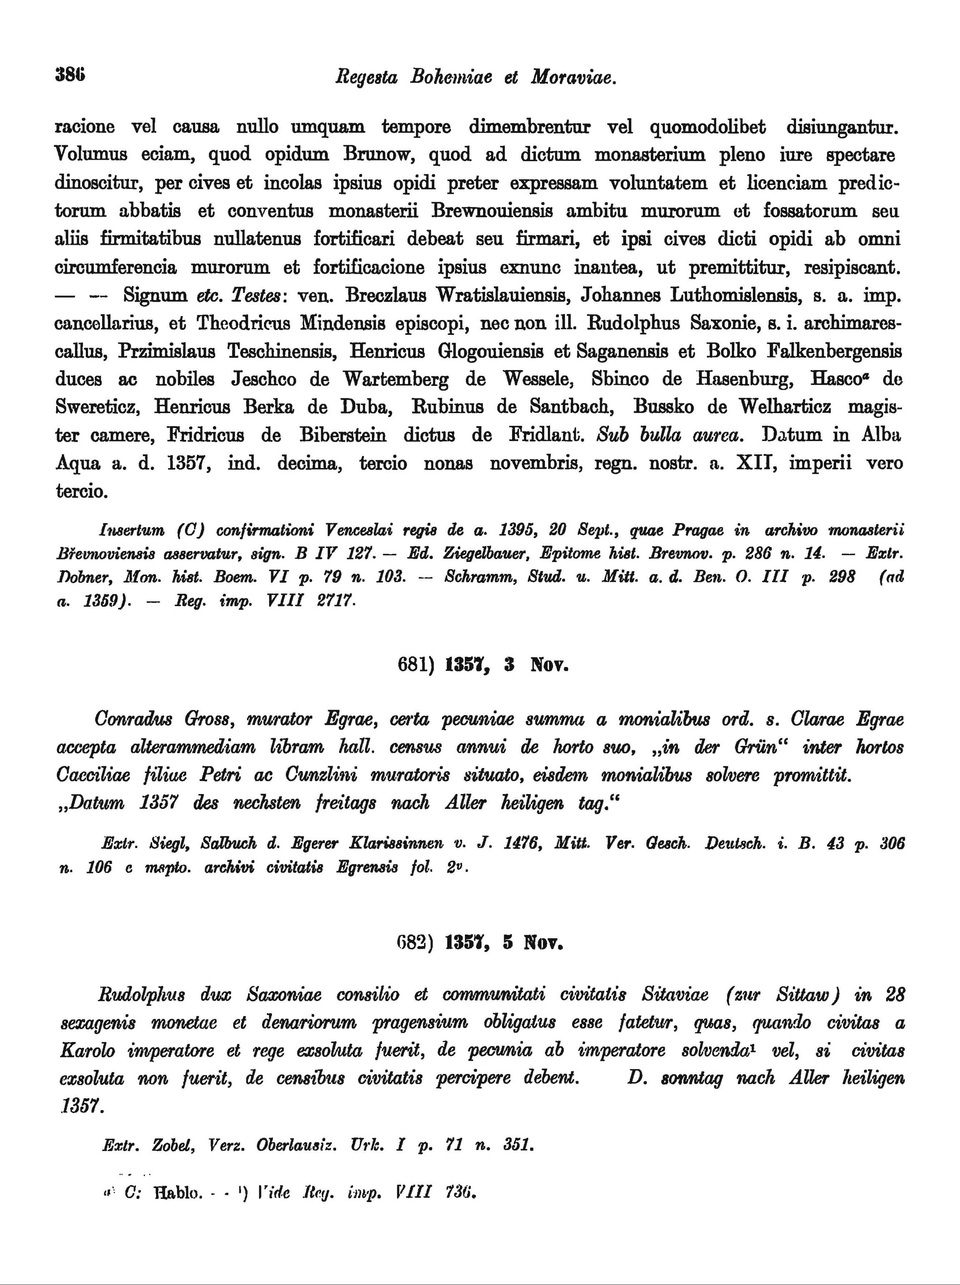 386 Regesta Bohemiae et Moraviae.
racione vel causa nullo umquam tempore dimembrentur vel quomodolibet disiungantur.
Volumus eciam, quod opidum Brunow, quod ad dictum monasterium pleno iure spectare
dinoscitur, per cives et incolas ipsius opidi preter expressam voluntatem et licenciam predic-
torum abbatis et conventus monasterii Brewnouiensis ambitu murorum et fossatorum seu
aliis firmitatibus nullatenus fortificari debeat seu firmari, et ipsi cives dicti opidi ab omni
circumferencia murorum et fortificacione ipsius exnunc inantea, ut premittitur, resipiscant.
— — Signum etc. Testes: ven. Breczlaus Wratislauiensis, Johannes Luthomislensis, s. a. imp.
cancellarius, et Theodricus Mindensis episcopi, nec non ill. Rudolphus Saxonie, s. i. archimares-
callus, Przimislaus Teschinensis, Henricus Glogouiensis et Saganensis et Bolko Falkenbergensis
duces ac nobiles Jeschco de Wartemberg de Wessele, Sbinco de Hasenburg, Hascoᵃ de
Swereticz, Henricus Berka de Duba, Rubinus de Santbach, Bussko de Welharticz magis-
ter camere, Fridricus de Biberstein dictus de Fridlant. Sub bulla aurea. Datum in Alba
Aqua a. d. 1357, ind. decima, tercio nonas novembris, regn. nostr. a. XII, imperii vero
tercio.
Insertum (C) confirmationi Venceslai regis de a. 1395, 20 Sept., quae Pragae in archivo monasterii
Břevnoviensis asservatur, sign. B IV 127. — Ed. Ziegelbauer, Epitome hist. Brevnov. p. 286 n. 14. — Extr.
Dobner, Mon. hist. Boem. VI p. 79 n. 103. — Schramm, Stud. u. Mitt. a. d. Ben. O. III p. 298 (ad
a. 1359). — Reg. imp. VIII 2717.
681) 1357, 3 Nov.
Conradus Gross, murator Egrae, certa pecuniae summa a monialibus ord. s. Clarae Egrae
accepta alterammediam libram hall. census annui de horto suo, „in der Grün“ inter hortos
Caeciliae filiae Petri ac Cunzlini muratoris situato, eisdem monialibus solvere promittit.
„Datum 1357 des nechsten freitags nach Aller heiligen tag.“
Extr. Siegl, Salbuch d. Egerer Klarissinnen v. J. 1476, Mitt. Ver. Gesch. Deutsch. i. B. 43 p. 306
n. 106 e mspto. archivi civitatis Egrensis fol. 2ᵛ.
682) 1357, 5 Nov.
Rudolphus dux Saxoniae consilio et communitati civitatis Sitaviae (zur Sittaw) in 28
sexagenis monetae et denariorum pragensium obligatus esse fatetur, quas, quando civitas a
Karolo imperatore et rege exsoluta fuerit, de pecunia ab imperatore solvenda¹ vel, si civitas
exsoluta non fuerit, de censibus civitatis percipere debent. D. sonntag nach Aller heiligen
1357.
Extr. Zobel, Verz. Oberlausiz. Urk. I p. 71 n. 351.
ᵃ⁾ C: Hablo. - - ¹) Vide Reg. imp. VIII 736.